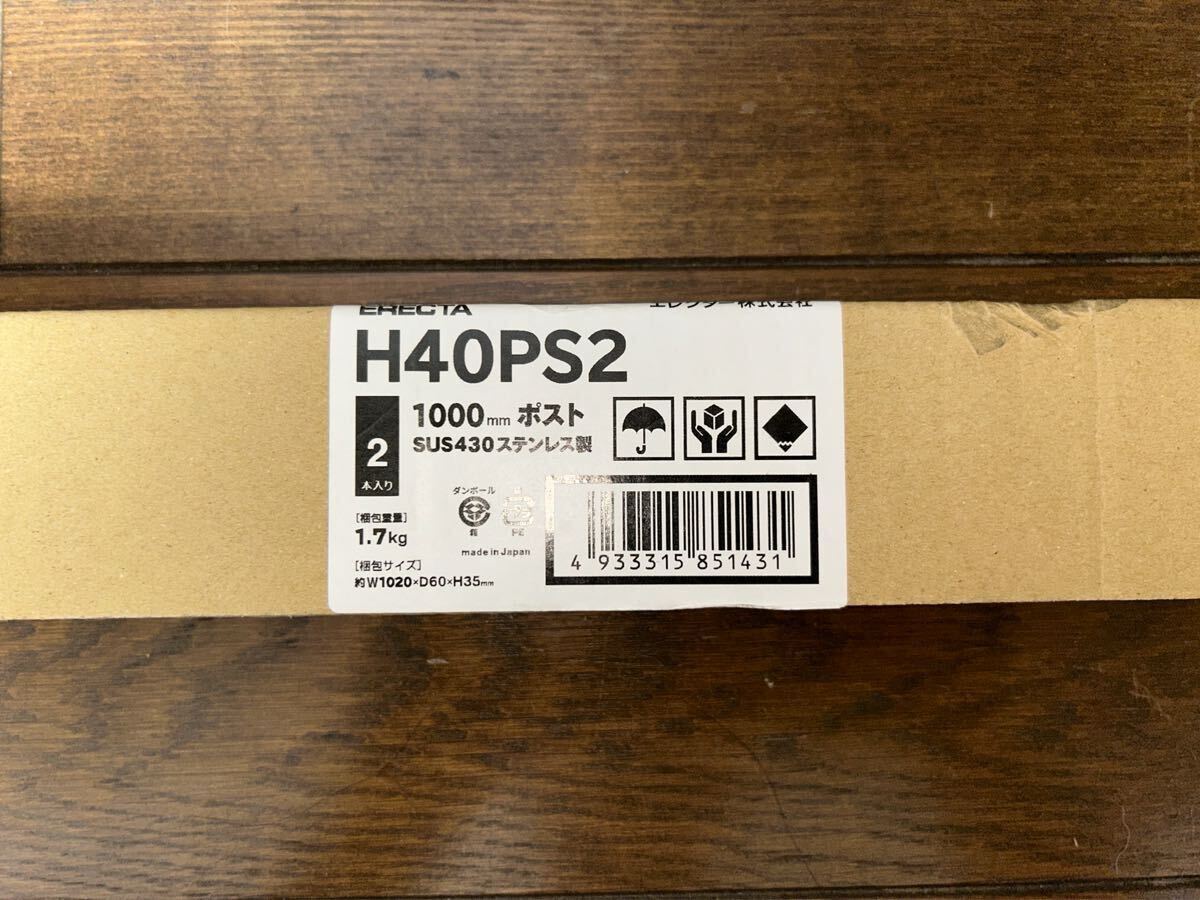 ERECTA エレクター株式会社
H40PS2
2
本入り
1000mm ポスト
SUS430ステンレス製
[梱包重量]
1.7kg
ダンボール
箱
PE
made in Japan
[梱包サイズ]
約W1020×D60×H35mm
4 933315 851431